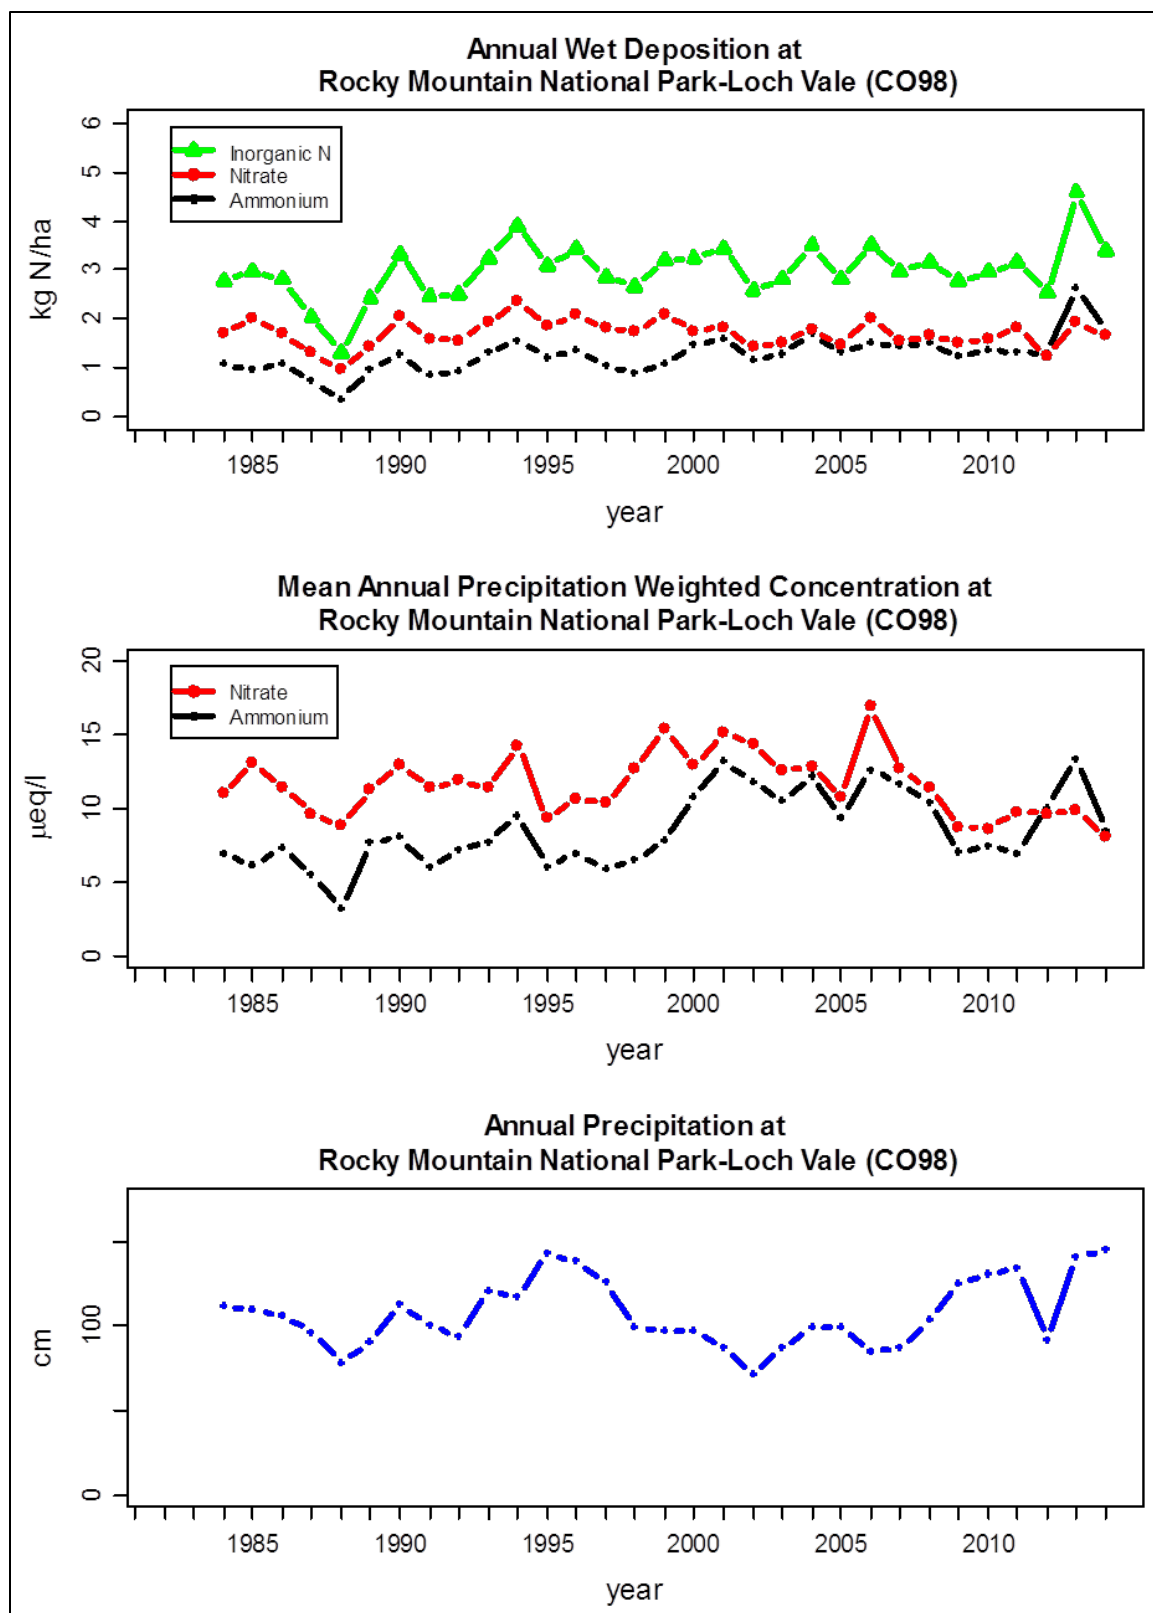 Annual Wet Deposition at
Rocky Mountain National Park-Loch Vale (CO98)
kg N/ha
6
5
4
3
2
1
0
Inorganic N
Nitrate
Ammonium
1985 1990 1995 2000 2005 2010
year
Mean Annual Precipitation Weighted Concentration at
Rocky Mountain National Park-Loch Vale (CO98)
µeq/l
20
15
10
5
0
Nitrate
Ammonium
1985 1990 1995 2000 2005 2010
year
Annual Precipitation at
Rocky Mountain National Park-Loch Vale (CO98)
cm
100
0
1985 1990 1995 2000 2005 2010
year